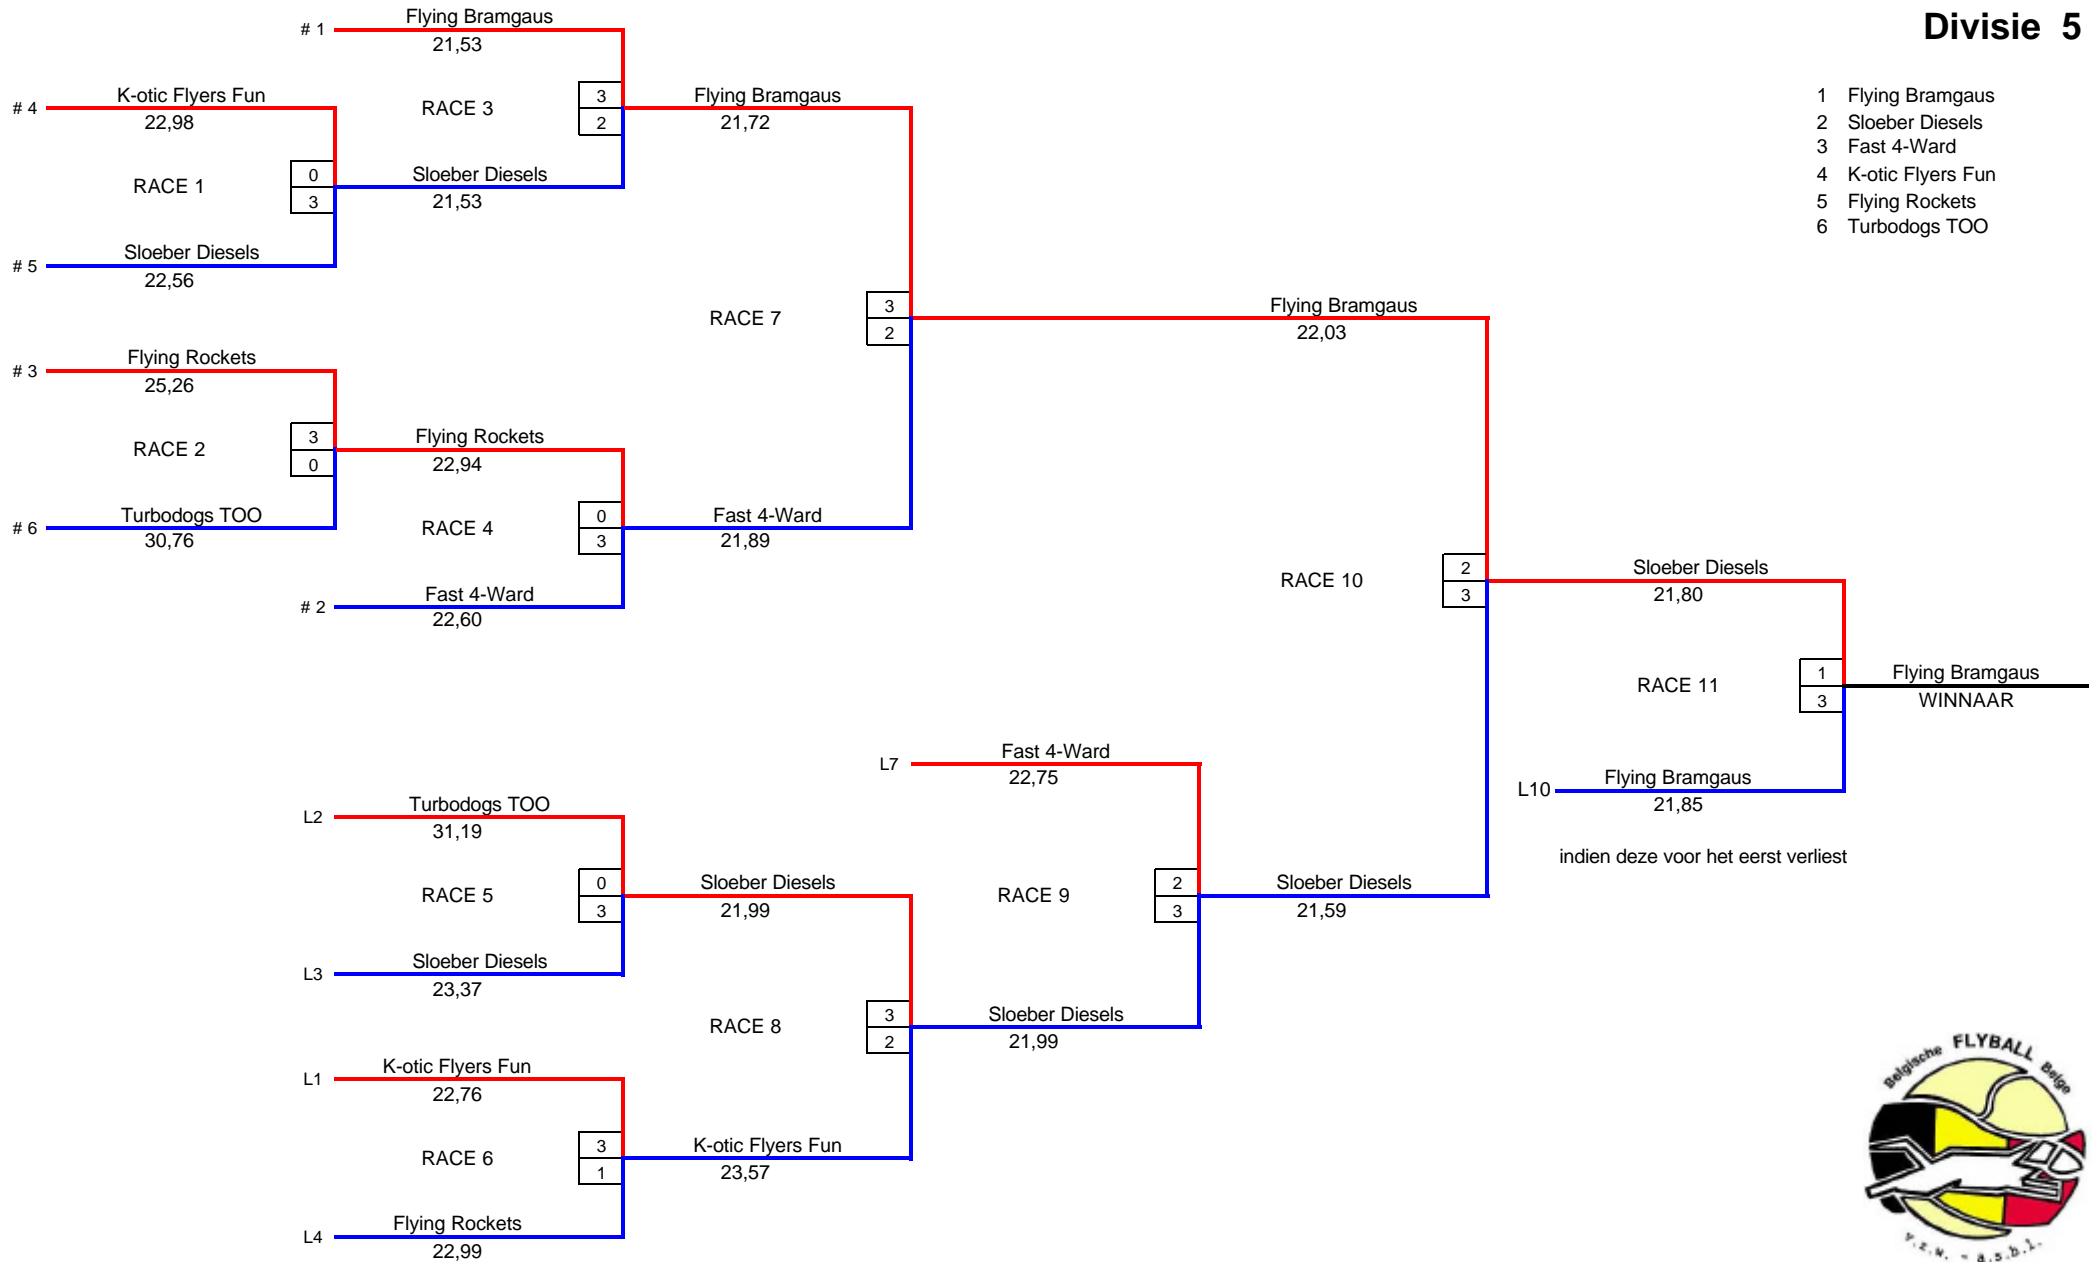 Divisie 5
1 Flying Bramgaus
2 Sloeber Diesels
3 Fast 4-Ward
4 K-otic Flyers Fun
5 Flying Rockets
6 Turbodogs TOO
# 1
Flying Bramgaus
21,53
# 4
K-otic Flyers Fun
22,98
RACE 1
0
3
# 5
Sloeber Diesels
22,56
RACE 3
3
2
Sloeber Diesels
21,53
Flying Bramgaus
21,72
# 3
Flying Rockets
25,26
RACE 2
3
0
# 6
Turbodogs TOO
30,76
Flying Rockets
22,94
RACE 4
0
3
# 2
Fast 4-Ward
22,60
Fast 4-Ward
21,89
RACE 7
3
2
Flying Bramgaus
22,03
RACE 10
2
3
Sloeber Diesels
21,80
RACE 11
1
3
Flying Bramgaus
WINNAAR
L10
Flying Bramgaus
21,85
indien deze voor het eerst verliest
L7
Fast 4-Ward
22,75
RACE 9
2
3
Sloeber Diesels
21,59
L2
Turbodogs TOO
31,19
RACE 5
0
3
L3
Sloeber Diesels
23,37
Sloeber Diesels
21,99
RACE 8
3
2
Sloeber Diesels
21,99
L1
K-otic Flyers Fun
22,76
RACE 6
3
1
L4
Flying Rockets
22,99
K-otic Flyers Fun
23,57
Belgische FLYBALL Belge
v.z.w. - a.s.b.l.